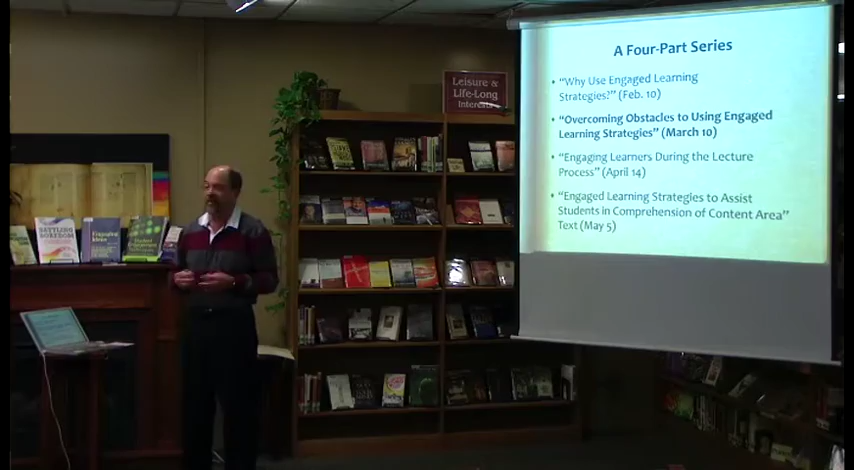 Leisure &
Life-Long
Interests
A Four-Part Series
• "Why Use Engaged Learning
Strategies?" (Feb. 10)
• "Overcoming Obstacles to Using Engaged
Learning Strategies" (March 10)
• "Engaging Learners During the Lecture
Process" (April 14)
• "Engaged Learning Strategies to Assist
Students in Comprehension of Content Area"
Text (May 5)
Engaging
Ideas